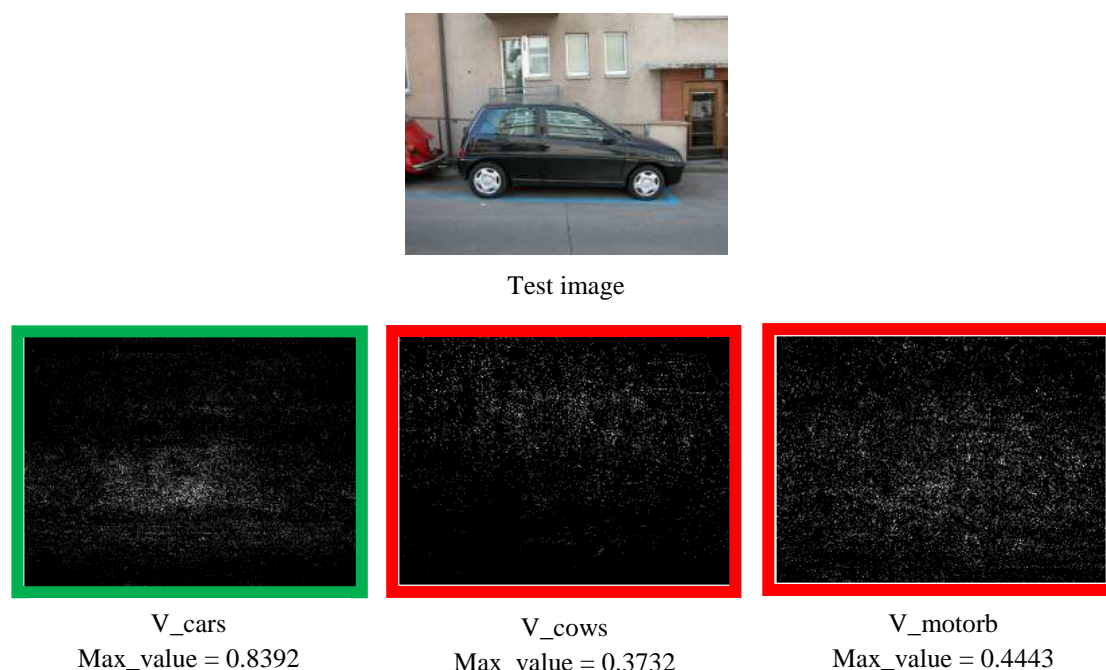 Test image
V_cars
Max_value = 0.8392
V_cows
Max_value = 0.3732
V_motorb
Max_value = 0.4443